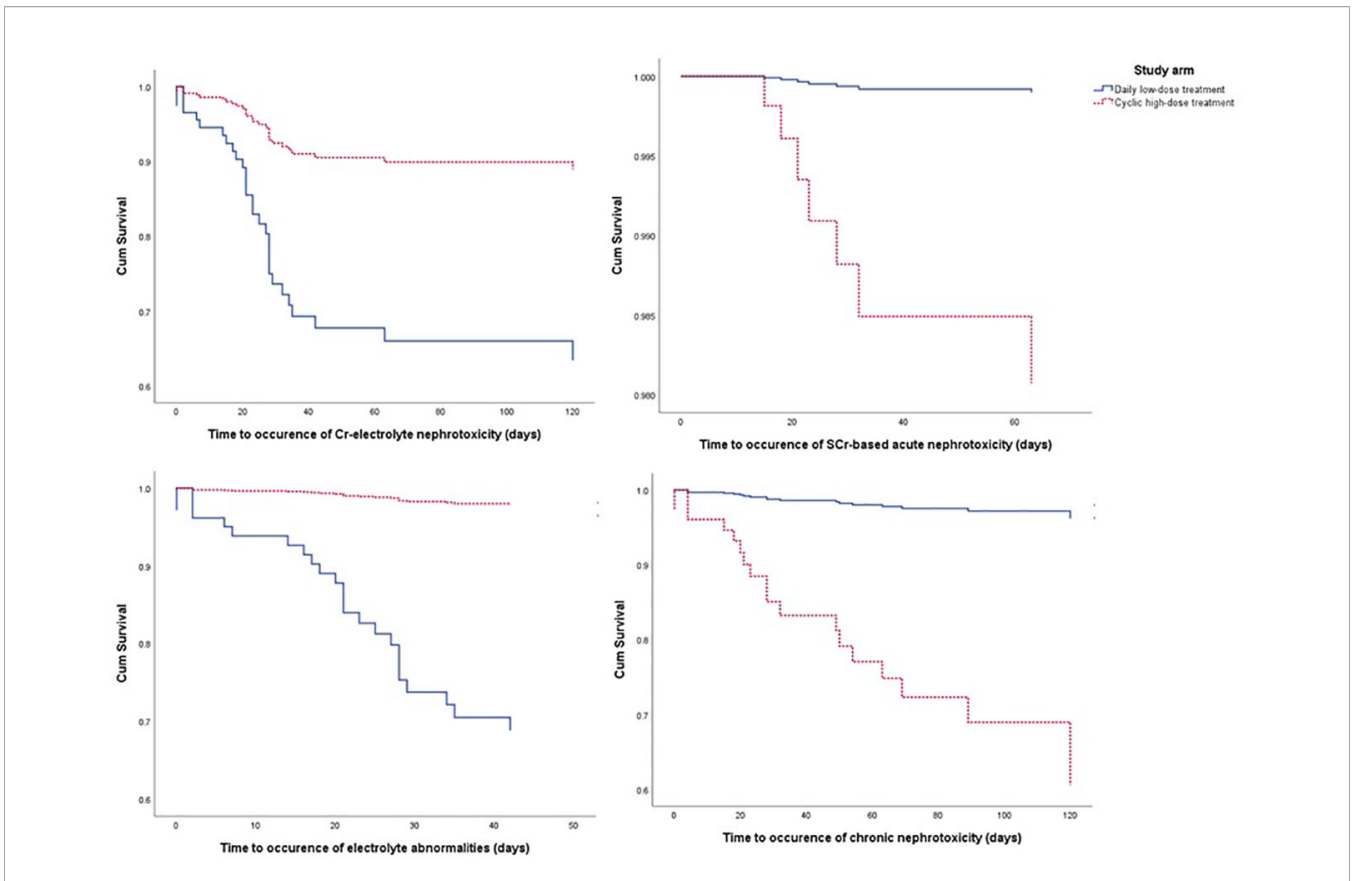 Study arm
Daily low-dose treatment
Cyclic high-dose treatment
Cum Survival
1.0
0.9
0.8
0.7
0.6
0 20 40 60 80 100 120
Time to occurence of Cr-electrolyte nephrotoxicity (days)
Cum Survival
1.000
0.995
0.990
0.985
0.980
0 20 40 60
Time to occurence of SCr-based acute nephrotoxicity (days)
Cum Survival
1.0
0.9
0.8
0.7
0.6
0 10 20 30 40 50
Time to occurence of electrolyte abnormalities (days)
Cum Survival
1.0
0.9
0.8
0.7
0.6
0 20 40 60 80 100 120
Time to occurence of chronic nephrotoxicity (days)